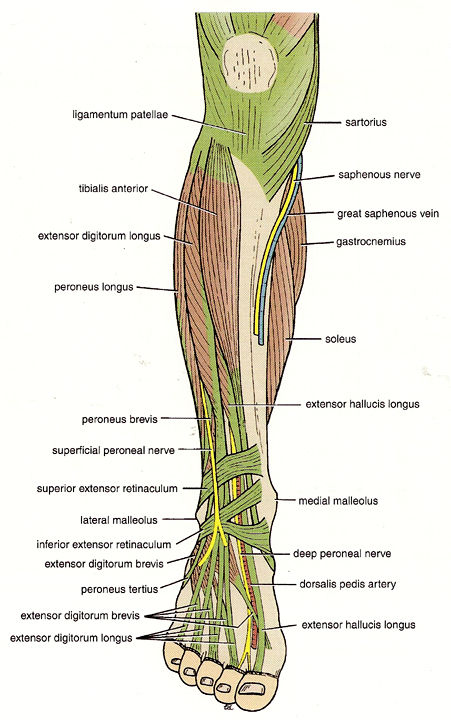 ligamentum patellae
sartorius
saphenous nerve
tibialis anterior
great saphenous vein
extensor digitorum longus
gastrocnemius
peroneus longus
soleus
extensor hallucis longus
peroneus brevis
superficial peroneal nerve
superior extensor retinaculum
medial malleolus
lateral malleolus
inferior extensor retinaculum
deep peroneal nerve
extensor digitorum brevis
dorsalis pedis artery
peroneus tertius
extensor digitorum brevis
extensor hallucis longus
extensor digitorum longus